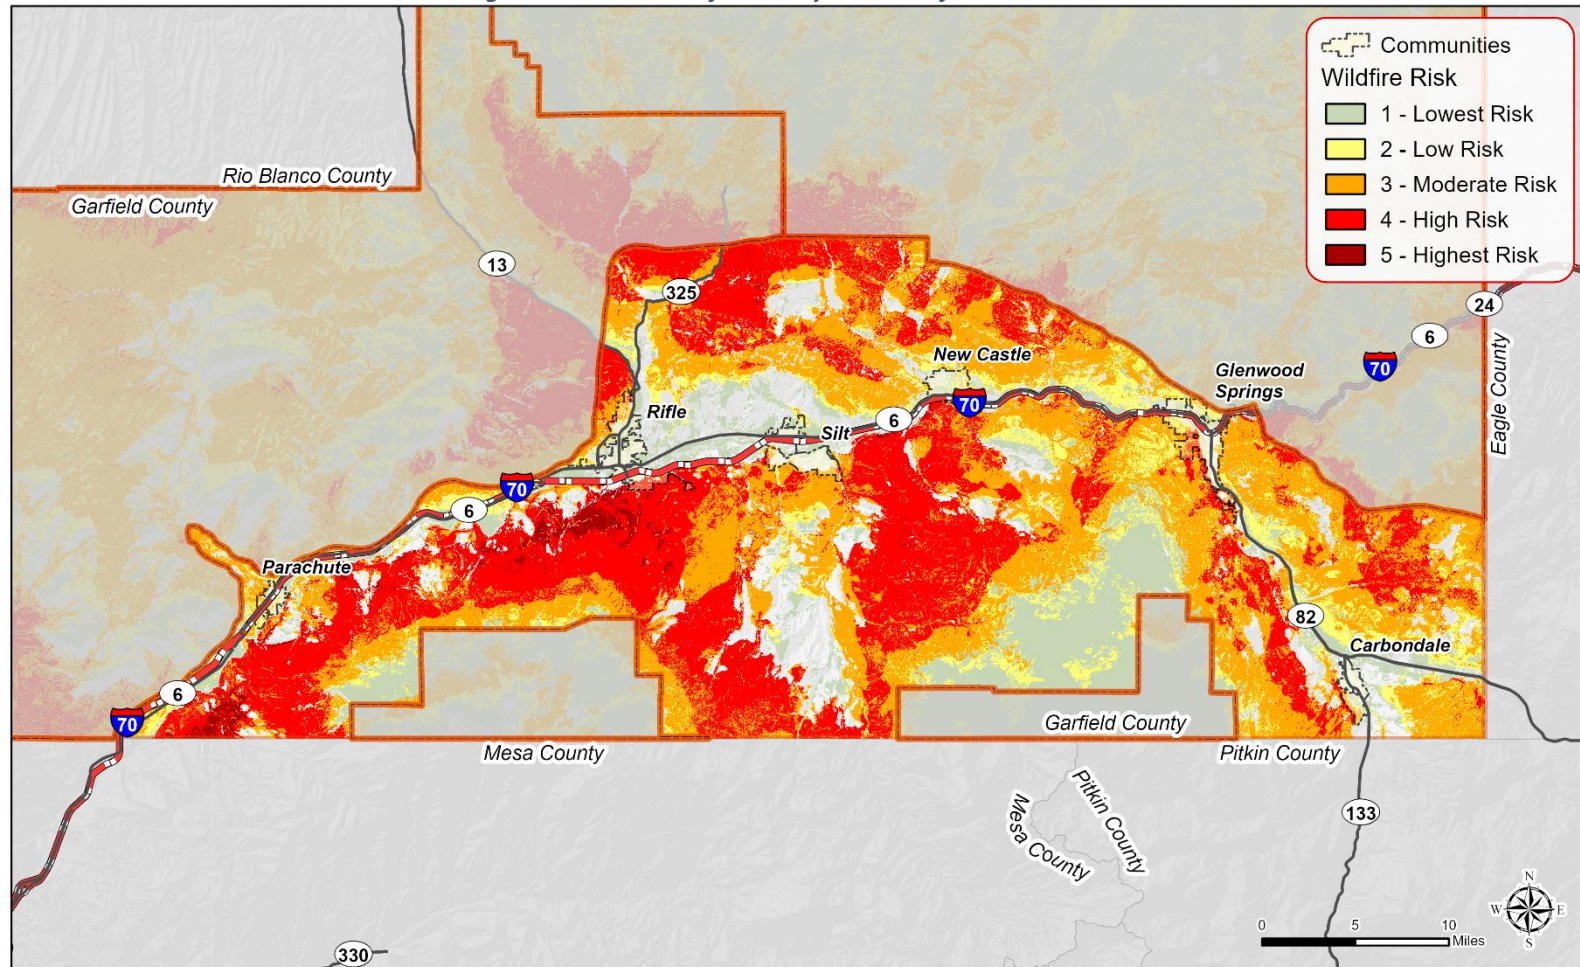 Communities
Wildfire Risk
1 - Lowest Risk
2 - Low Risk
3 - Moderate Risk
4 - High Risk
5 - Highest Risk
Rio Blanco County
Garfield County
13
325
24
6
70
Eagle County
New Castle
Glenwood
Springs
70
6
Rifle
Silt
70
6
Parachute
82
Carbondale
6
70
Garfield County
Mesa County
Pitkin County
Pitkin County
Mesa County
133
330
N
W
E
S
0
5
10
Miles